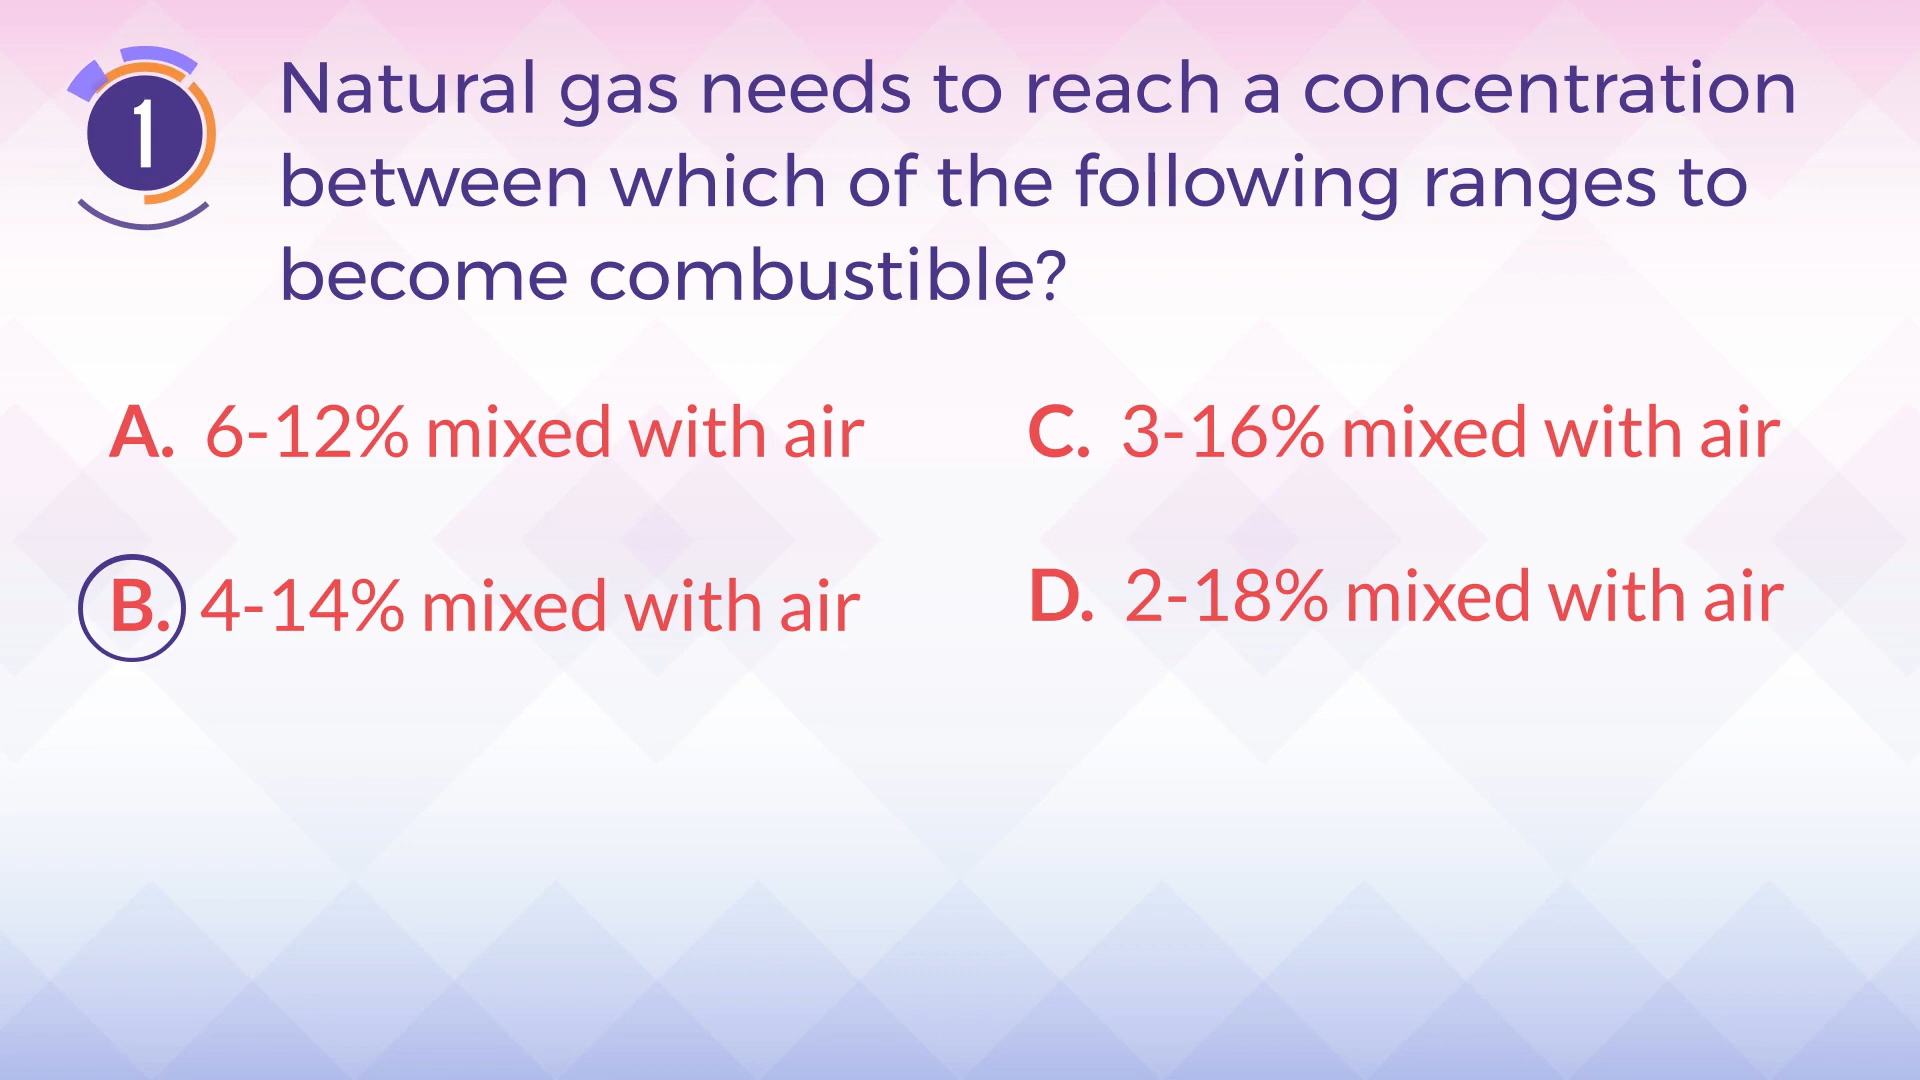 1
Natural gas needs to reach a concentration
between which of the following ranges to
become combustible?
A. 6-12% mixed with air
B. 4-14% mixed with air
C. 3-16% mixed with air
D. 2-18% mixed with air